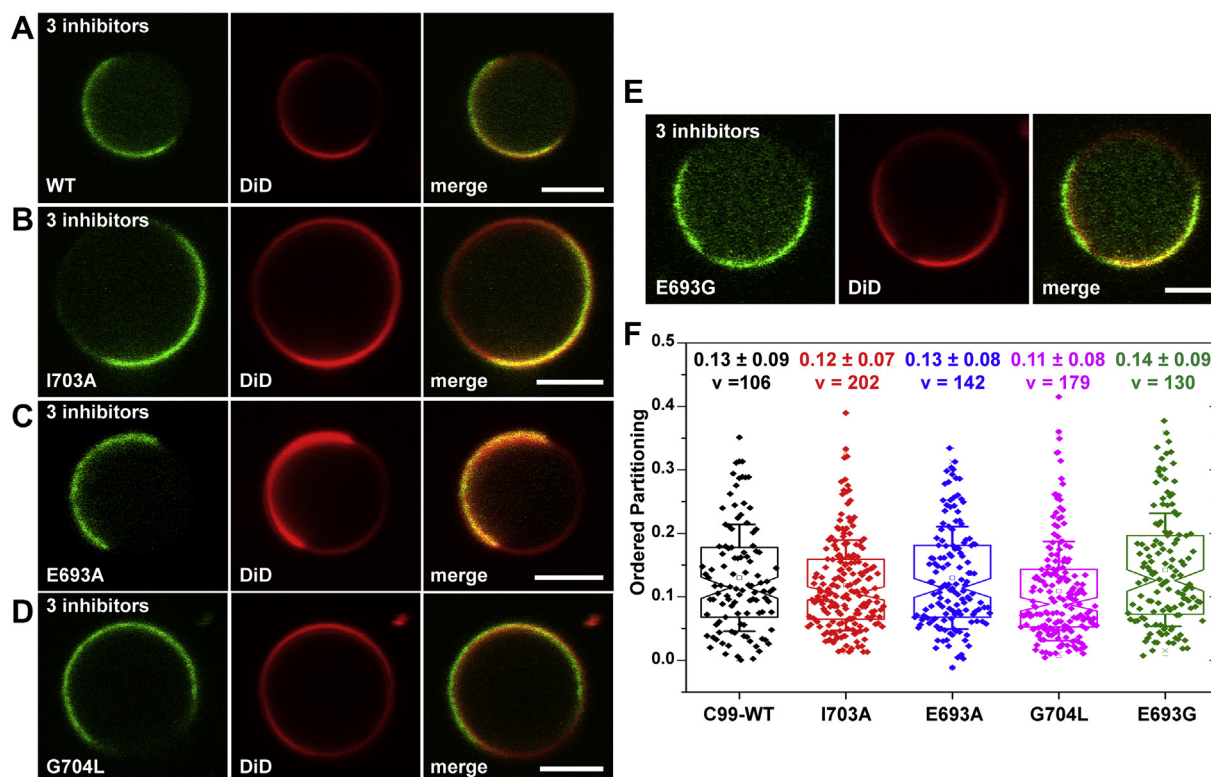 A
3 inhibitors
WT
DiD
merge
B
3 inhibitors
I703A
DiD
merge
C
3 inhibitors
E693A
DiD
merge
D
3 inhibitors
G704L
DiD
merge
E
3 inhibitors
E693G
DiD
merge
F
0.5
0.4
0.3
0.2
0.1
0.0
Ordered Partitioning
0.13 ± 0.09
v =106
0.12 ± 0.07
v = 202
0.13 ± 0.08
v = 142
0.11 ± 0.08
v = 179
0.14 ± 0.09
v = 130
C99-WT
I703A
E693A
G704L
E693G